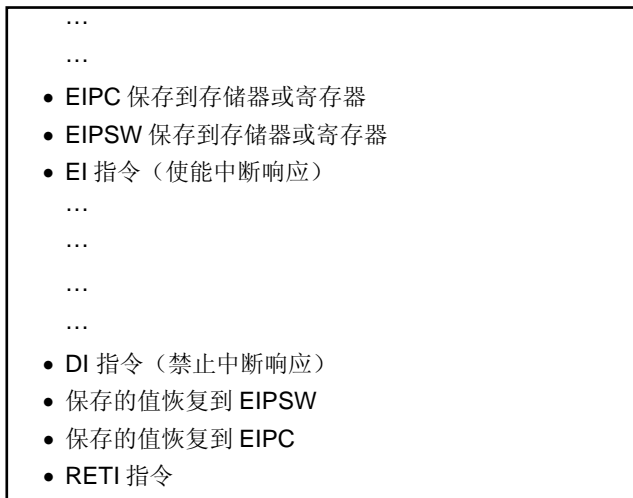 …
…
• EIPC 保存到存储器或寄存器
• EIPSW 保存到存储器或寄存器
• EI 指令（使能中断响应）
…
…
…
…
• DI 指令（禁止中断响应）
• 保存的值恢复到 EIPSW
• 保存的值恢复到 EIPC
• RETI 指令